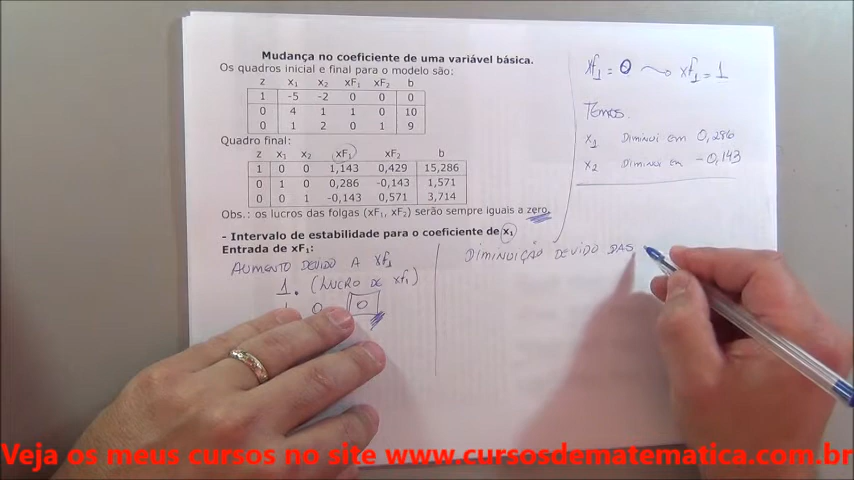 Mudança no coeficiente de uma variável básica.
Os quadros inicial e final para o modelo são:
z x₁ x₂ xF₁ xF₂ b
1 -5 -2 0 0 0
0 4 1 1 0 10
0 1 2 0 1 9
Quadro final:
z x₁ x₂ xF₁ xF₂ b
1 0 0 1,143 0,429 15,286
0 1 0 0,286 -0,143 1,571
0 0 1 -0,143 0,571 3,714
Obs.: os lucros das folgas (xF₁, xF₂) serão sempre iguais a zero.
- Intervalo de estabilidade para o coeficiente de x₁
Entrada de xF₁:
AUMENTO DEVIDO A xf₁
1. (LUCRO DE xf₁)
1. 0 0
xf₁ = 0 → xf₁ = 1
Temos.
x₁ DIMINUI em 0,286
x₂ DIMINUI em -0,143
DIMINUIÇÃO DEVIDO DAS
Veja os meus cursos no site www.cursosdematematica.com.br